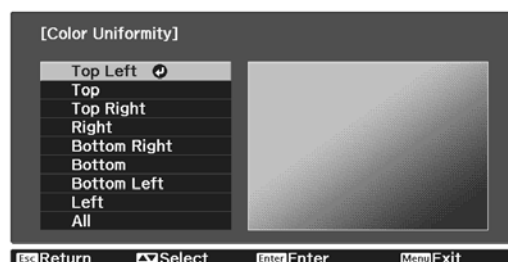 [Color Uniformity]
Top Left
Top
Top Right
Right
Bottom Right
Bottom
Bottom Left
Left
All
Esc Return Select Enter Enter Menu Exit